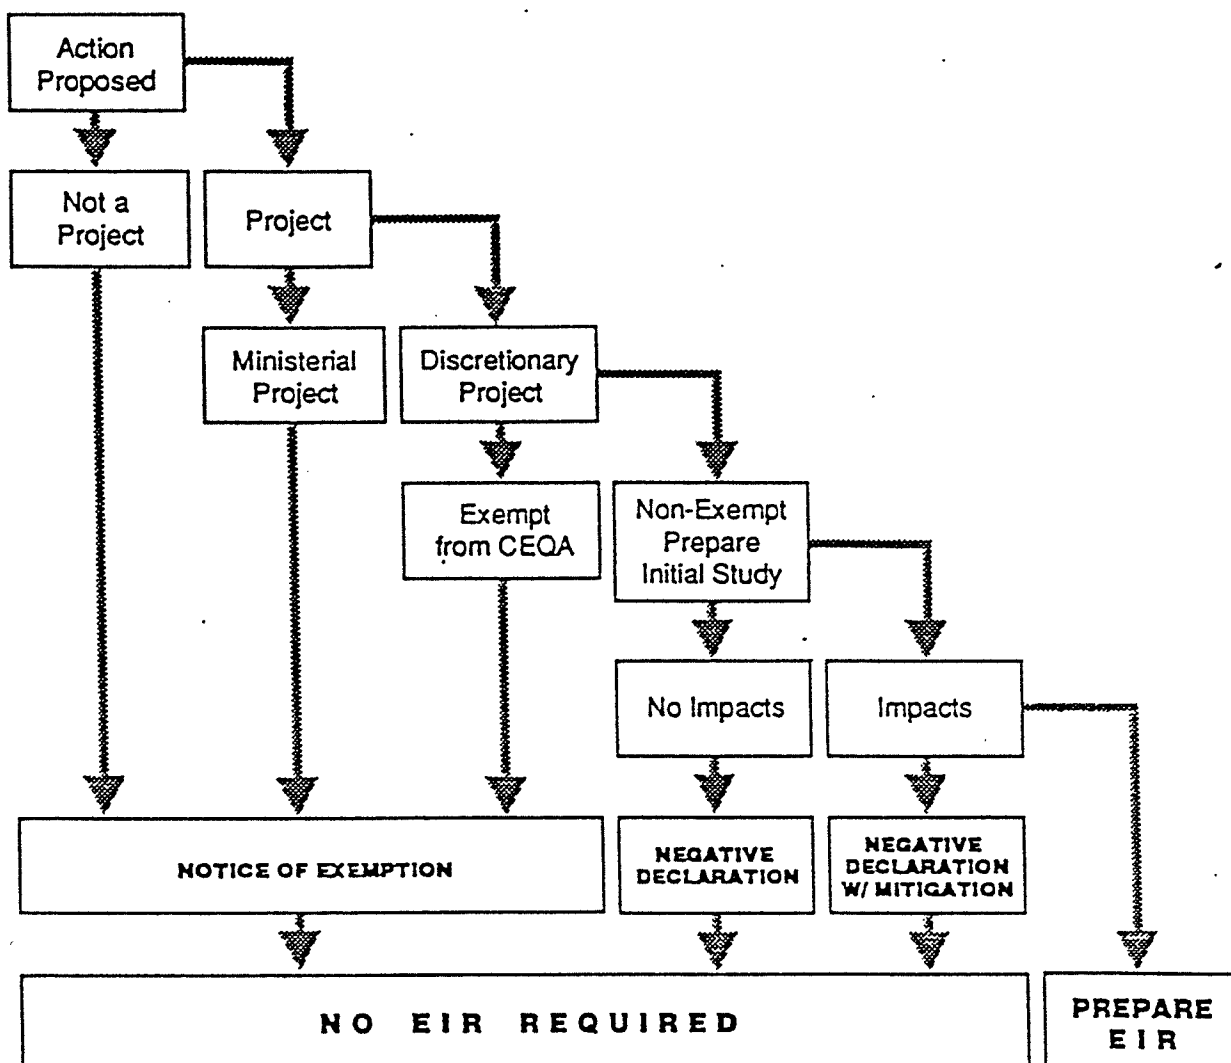 Action
Proposed
Not a
Project
Project
Ministerial
Project
Discretionary
Project
Exempt
from CEQA
Non-Exempt
Prepare
Initial Study
No Impacts
Impacts
NOTICE OF EXEMPTION
NEGATIVE
DECLARATION
NEGATIVE
DECLARATION
W/ MITIGATION
NO EIR REQUIRED
PREPARE
EIR